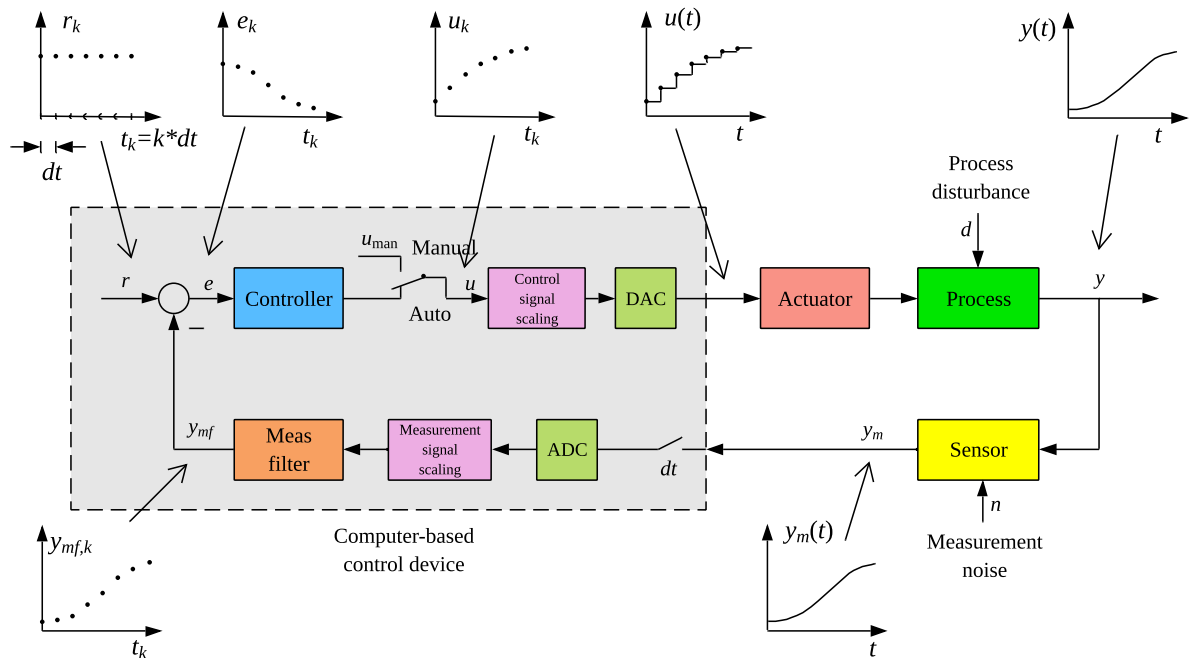 r_k
e_k
u_k
u(t)
y(t)
t_k=k*dt
t_k
t_k
t
t
dt
Process
disturbance
d
u_man
Manual
r
e
Controller
u
Control
signal
scaling
DAC
Actuator
Process
y
Auto
–
y_mf
Meas
filter
Measurement
signal
scaling
ADC
dt
y_m
Sensor
n
Computer-based
control device
Measurement
noise
y_mf,k
t_k
y_m(t)
t